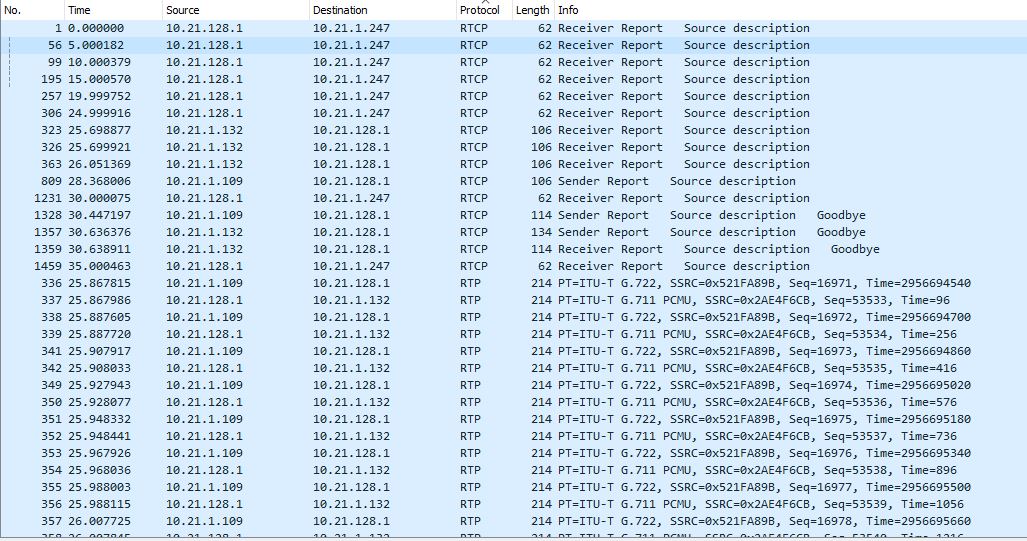 No. Time Source Destination Protocol Length Info
1 0.000000 10.21.128.1 10.21.1.247 RTCP 62 Receiver Report Source description
56 5.000182 10.21.128.1 10.21.1.247 RTCP 62 Receiver Report Source description
99 10.000379 10.21.128.1 10.21.1.247 RTCP 62 Receiver Report Source description
195 15.000570 10.21.128.1 10.21.1.247 RTCP 62 Receiver Report Source description
257 19.999752 10.21.128.1 10.21.1.247 RTCP 62 Receiver Report Source description
306 24.999916 10.21.128.1 10.21.1.247 RTCP 62 Receiver Report Source description
323 25.698877 10.21.1.132 10.21.128.1 RTCP 106 Receiver Report Source description
326 25.699921 10.21.1.132 10.21.128.1 RTCP 106 Receiver Report Source description
363 26.051369 10.21.1.132 10.21.128.1 RTCP 106 Receiver Report Source description
809 28.368006 10.21.1.109 10.21.128.1 RTCP 106 Sender Report Source description
1231 30.000075 10.21.128.1 10.21.1.247 RTCP 62 Receiver Report Source description
1328 30.447197 10.21.1.109 10.21.128.1 RTCP 114 Sender Report Source description Goodbye
1357 30.636376 10.21.1.132 10.21.128.1 RTCP 134 Sender Report Source description Goodbye
1359 30.638911 10.21.1.132 10.21.128.1 RTCP 114 Receiver Report Source description Goodbye
1459 35.000463 10.21.128.1 10.21.1.247 RTCP 62 Receiver Report Source description
336 25.867815 10.21.1.109 10.21.128.1 RTP 214 PT=ITU-T G.722, SSRC=0x521FA89B, Seq=16971, Time=2956694540
337 25.867986 10.21.128.1 10.21.1.132 RTP 214 PT=ITU-T G.711 PCMU, SSRC=0x2AE4F6CB, Seq=53533, Time=96
338 25.887605 10.21.1.109 10.21.128.1 RTP 214 PT=ITU-T G.722, SSRC=0x521FA89B, Seq=16972, Time=2956694700
339 25.887720 10.21.128.1 10.21.1.132 RTP 214 PT=ITU-T G.711 PCMU, SSRC=0x2AE4F6CB, Seq=53534, Time=256
341 25.907917 10.21.1.109 10.21.128.1 RTP 214 PT=ITU-T G.722, SSRC=0x521FA89B, Seq=16973, Time=2956694860
342 25.908033 10.21.128.1 10.21.1.132 RTP 214 PT=ITU-T G.711 PCMU, SSRC=0x2AE4F6CB, Seq=53535, Time=416
349 25.927943 10.21.1.109 10.21.128.1 RTP 214 PT=ITU-T G.722, SSRC=0x521FA89B, Seq=16974, Time=2956695020
350 25.928077 10.21.128.1 10.21.1.132 RTP 214 PT=ITU-T G.711 PCMU, SSRC=0x2AE4F6CB, Seq=53536, Time=576
351 25.948332 10.21.1.109 10.21.128.1 RTP 214 PT=ITU-T G.722, SSRC=0x521FA89B, Seq=16975, Time=2956695180
352 25.948441 10.21.128.1 10.21.1.132 RTP 214 PT=ITU-T G.711 PCMU, SSRC=0x2AE4F6CB, Seq=53537, Time=736
353 25.967926 10.21.1.109 10.21.128.1 RTP 214 PT=ITU-T G.722, SSRC=0x521FA89B, Seq=16976, Time=2956695340
354 25.968036 10.21.128.1 10.21.1.132 RTP 214 PT=ITU-T G.711 PCMU, SSRC=0x2AE4F6CB, Seq=53538, Time=896
355 25.988003 10.21.1.109 10.21.128.1 RTP 214 PT=ITU-T G.722, SSRC=0x521FA89B, Seq=16977, Time=2956695500
356 25.988115 10.21.128.1 10.21.1.132 RTP 214 PT=ITU-T G.711 PCMU, SSRC=0x2AE4F6CB, Seq=53539, Time=1056
357 26.007725 10.21.1.109 10.21.128.1 RTP 214 PT=ITU-T G.722, SSRC=0x521FA89B, Seq=16978, Time=2956695660